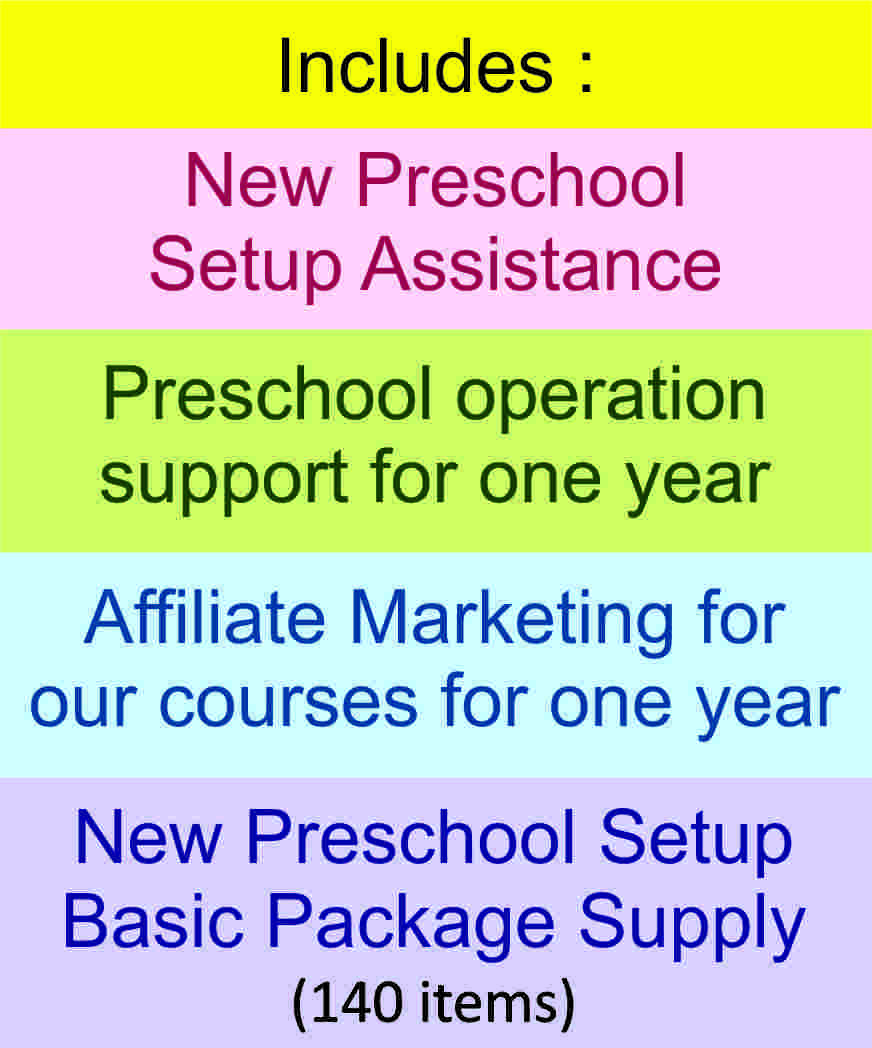 Includes :
New Preschool
Setup Assistance
Preschool operation
support for one year
Affiliate Marketing for
our courses for one year
New Preschool Setup
Basic Package Supply
(140 items)